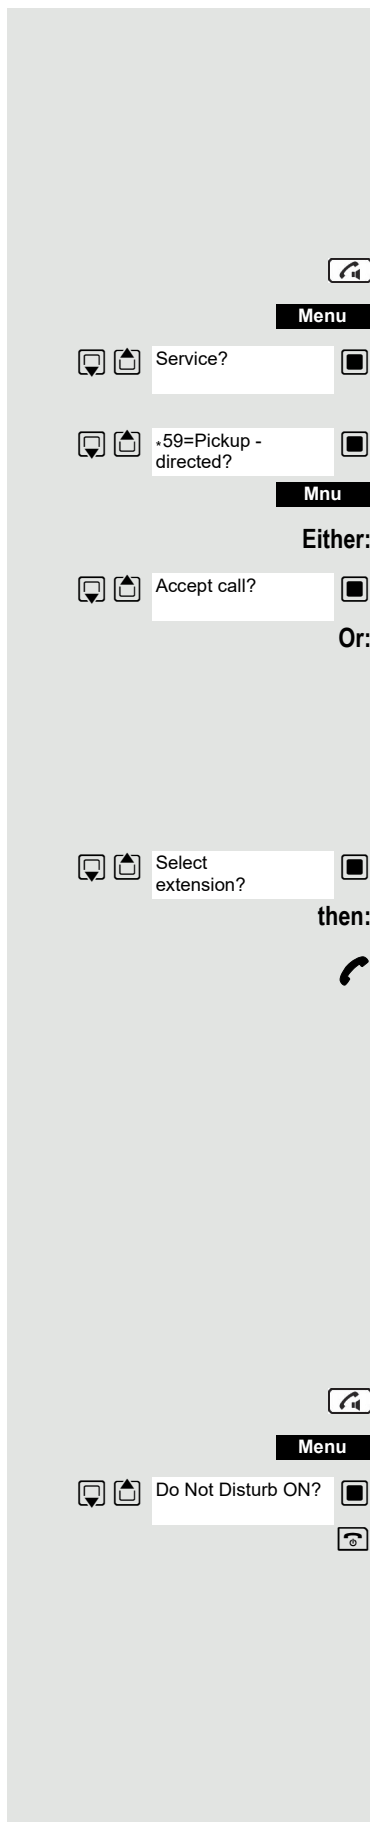 Menu
Service?
*59=Pickup -
directed?
Mnu
Either:
Accept call?
Or:
Select
extension?
then:
Menu
Do Not Disturb ON?